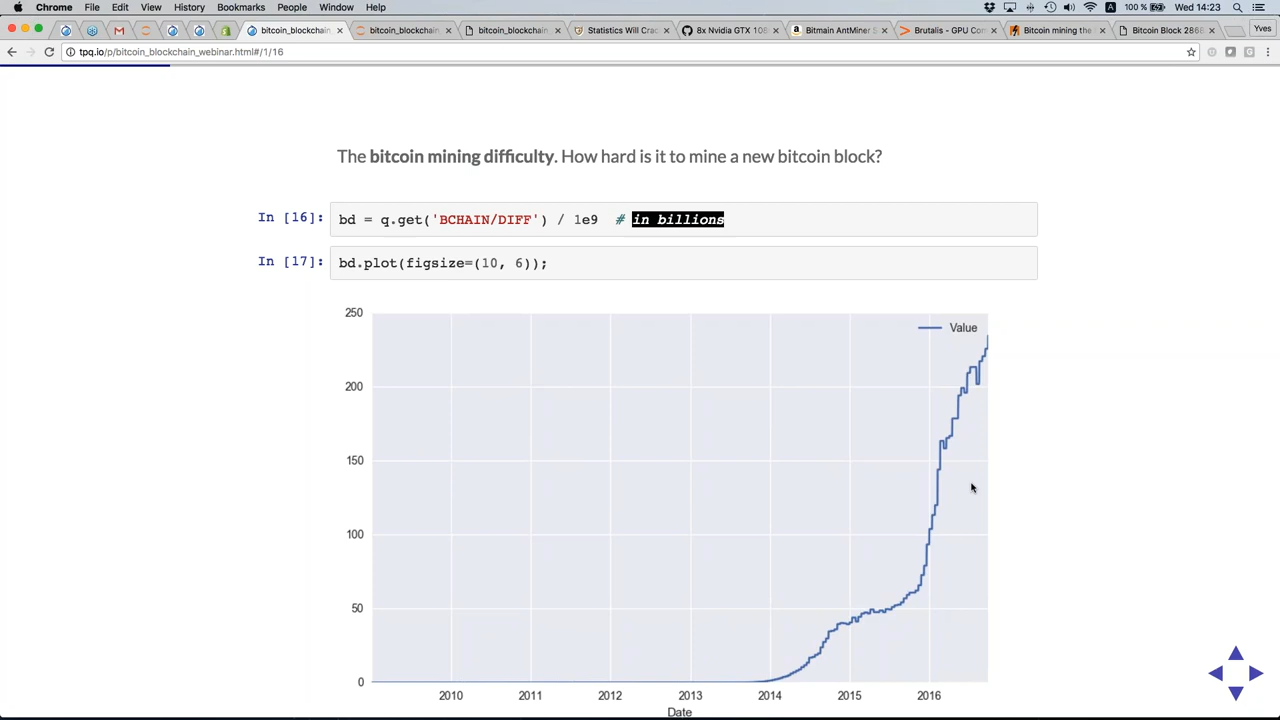 Chrome File Edit View History Bookmarks People Window Help 100 % Wed 14:23
bitcoin_blockchain_ bitcoin_blockchain bitcoin_blockchain Statistics Will Crac 8x Nvidia GTX 108 Bitmain AntMiner S Brutalis - GPU Com Bitcoin mining the Bitcoin Block 2868 Yves
tpq.io/p/bitcoin_blockchain_webinar.html#/1/16
The bitcoin mining difficulty. How hard is it to mine a new bitcoin block?
In [16]: bd = q.get('BCHAIN/DIFF') / 1e9 # in billions
In [17]: bd.plot(figsize=(10, 6));
250
Value
200
150
100
50
0
2010 2011 2012 2013 2014 2015 2016
Date